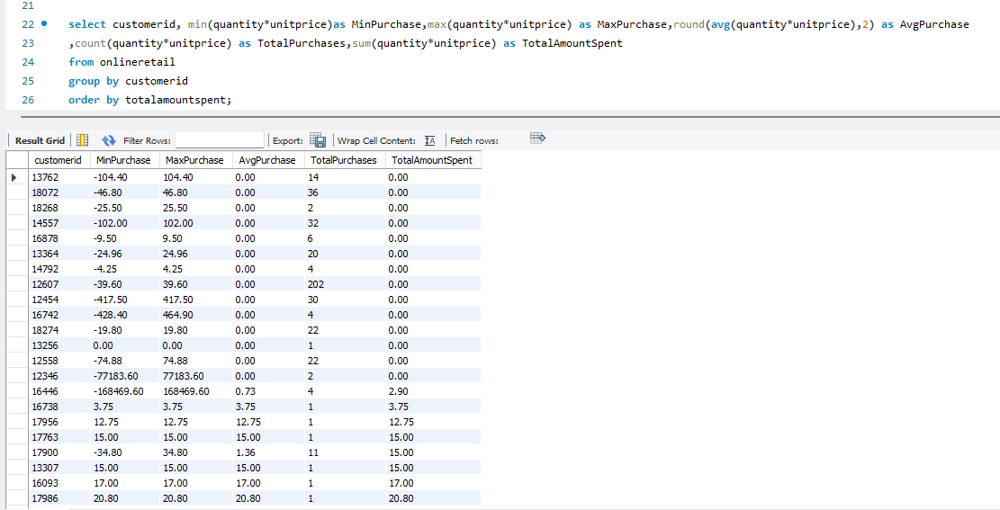 21
22 select customerid, min(quantity*unitprice)as MinPurchase,max(quantity*unitprice) as MaxPurchase,round(avg(quantity*unitprice),2) as AvgPurchase
23 ,count(quantity*unitprice) as TotalPurchases,sum(quantity*unitprice) as TotalAmountSpent
24 from onlineretail
25 group by customerid
26 order by totalamountspent;
Result Grid Filter Rows: Export: Wrap Cell Content: IA Fetch rows:
customerid MinPurchase MaxPurchase AvgPurchase TotalPurchases TotalAmountSpent
13762 -104.40 104.40 0.00 14 0.00
18072 -46.80 46.80 0.00 36 0.00
18268 -25.50 25.50 0.00 2 0.00
14557 -102.00 102.00 0.00 32 0.00
16878 -9.50 9.50 0.00 6 0.00
13364 -24.96 24.96 0.00 20 0.00
14792 -4.25 4.25 0.00 4 0.00
12607 -39.60 39.60 0.00 202 0.00
12454 -417.50 417.50 0.00 30 0.00
16742 -428.40 464.90 0.00 4 0.00
18274 -19.80 19.80 0.00 22 0.00
13256 0.00 0.00 0.00 1 0.00
12558 -74.88 74.88 0.00 22 0.00
12346 -77183.60 77183.60 0.00 2 0.00
16446 -168469.60 168469.60 0.73 4 2.90
16738 3.75 3.75 3.75 1 3.75
17956 12.75 12.75 12.75 1 12.75
17763 15.00 15.00 15.00 1 15.00
17900 -34.80 34.80 1.36 11 15.00
13307 15.00 15.00 15.00 1 15.00
16093 17.00 17.00 17.00 1 17.00
17986 20.80 20.80 20.80 1 20.80